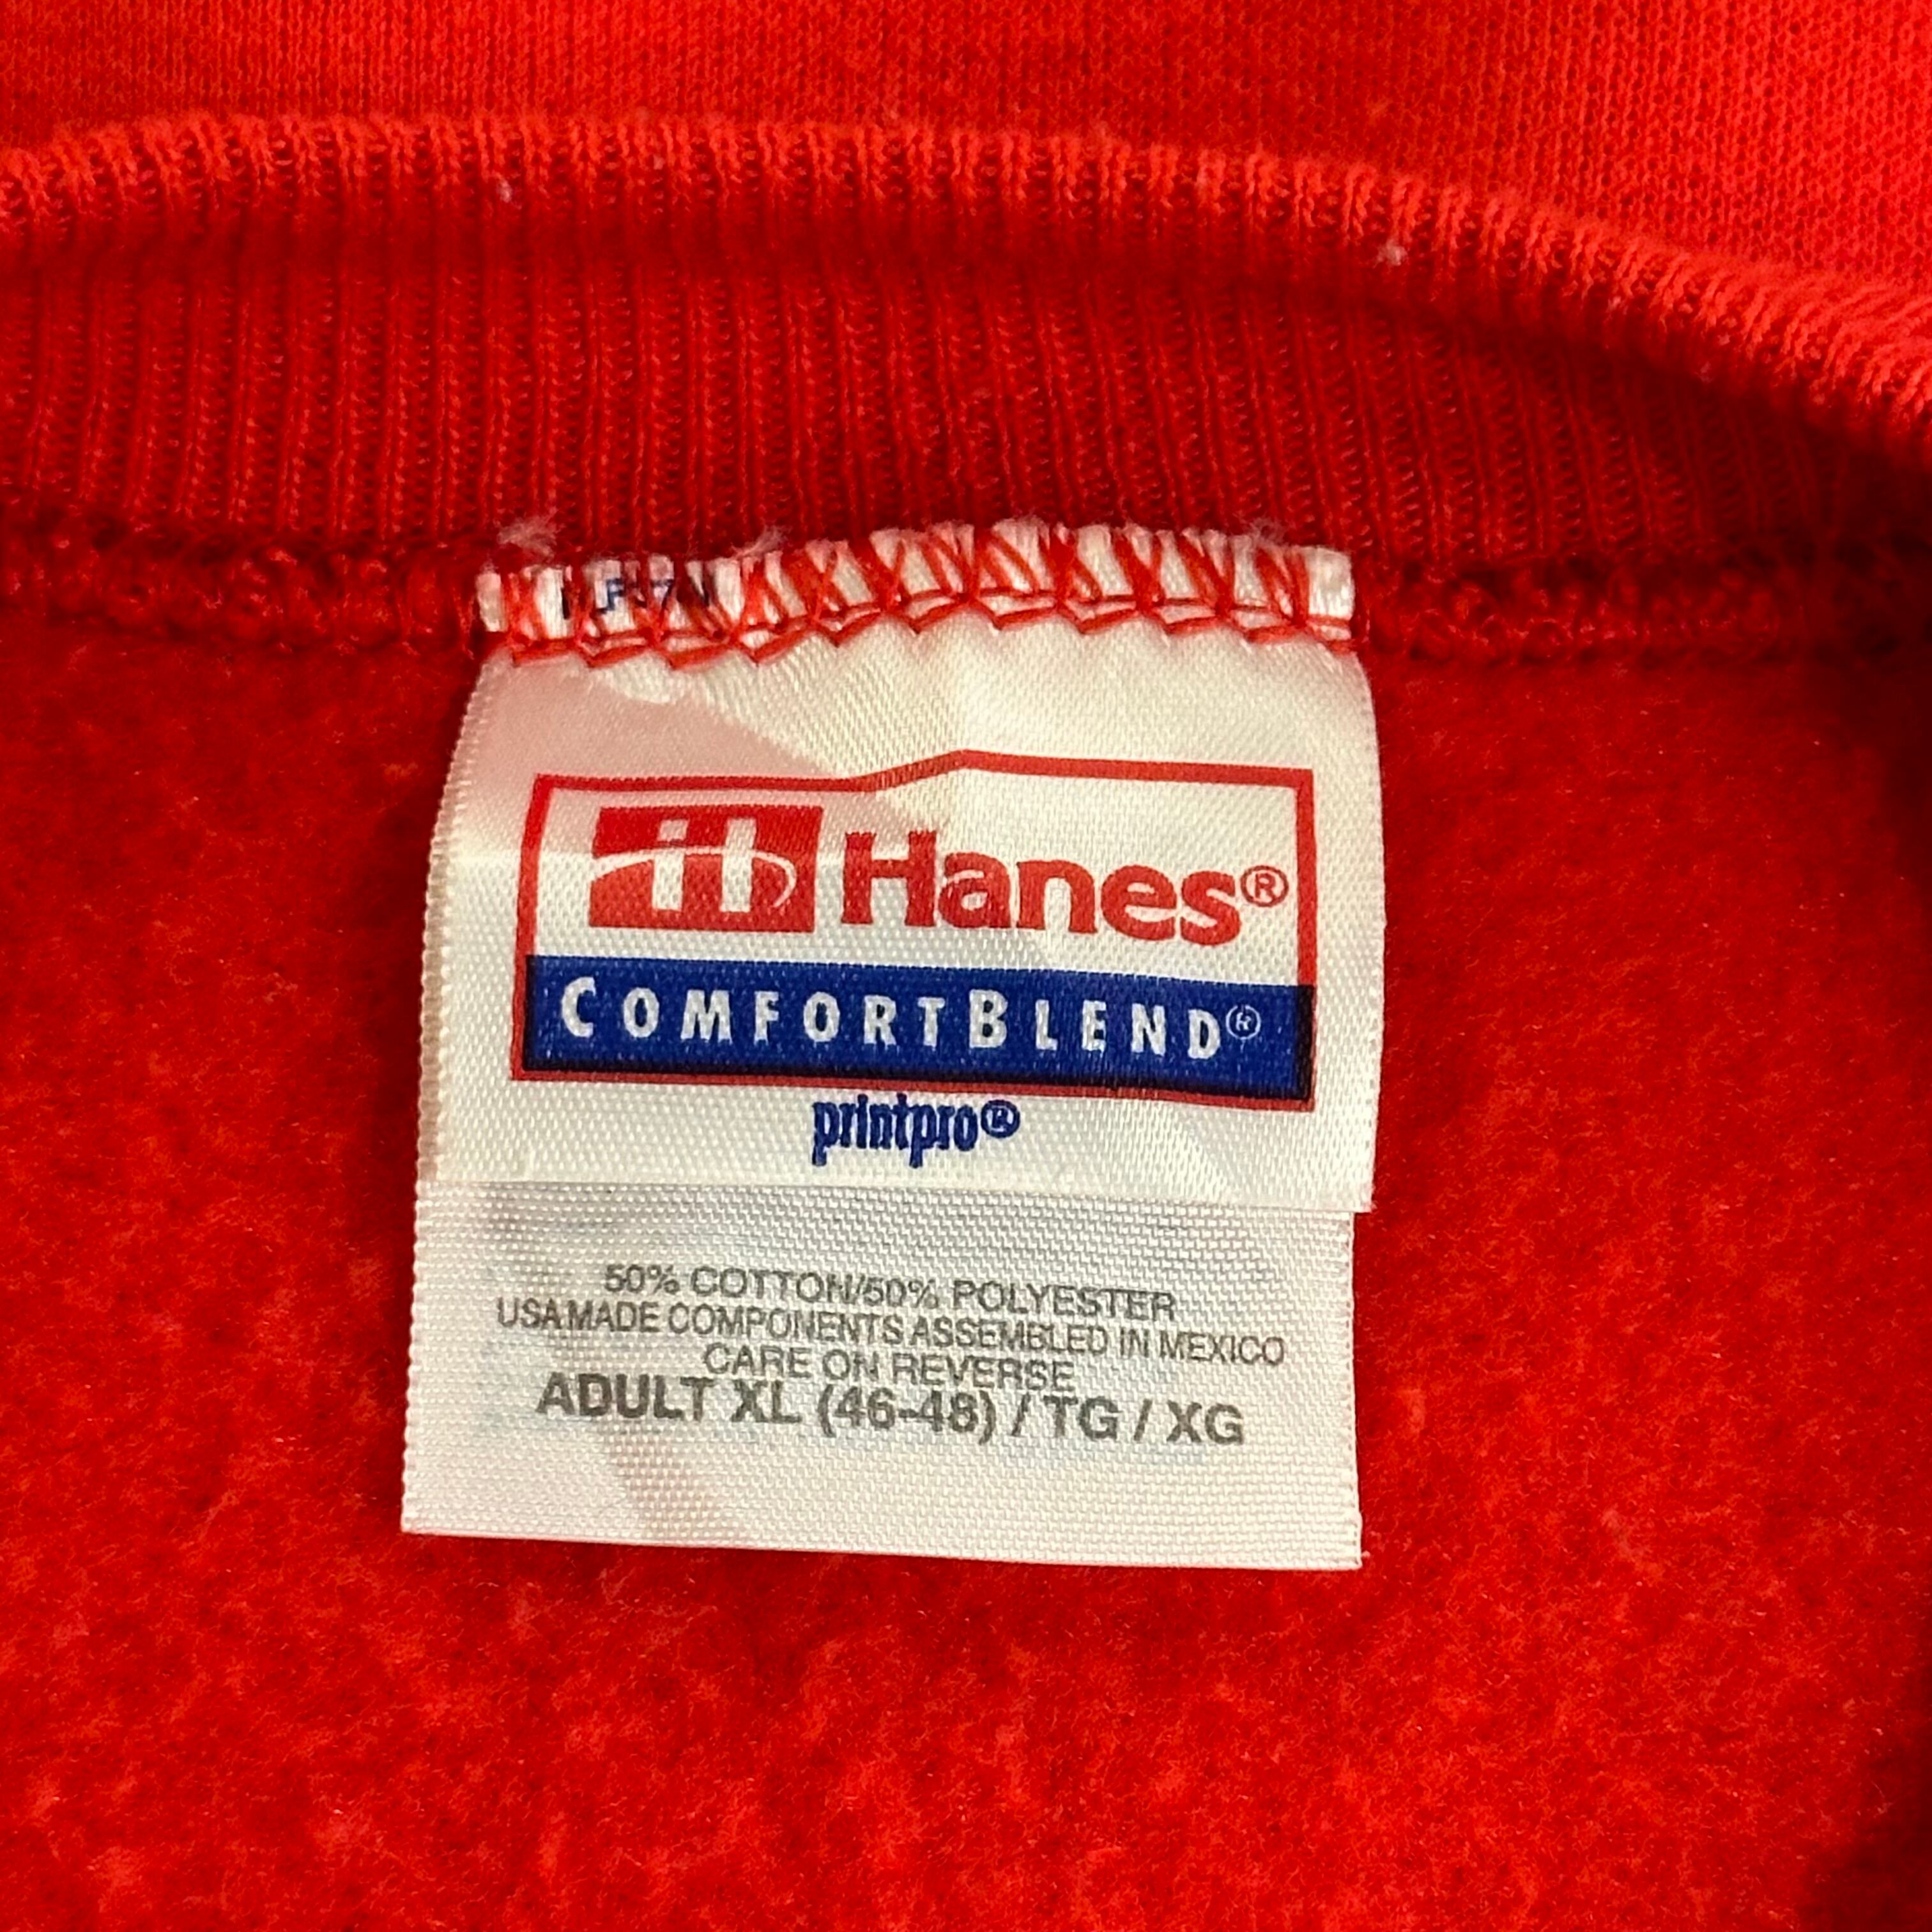 Hanes®
COMFORTBLEND®
printpro®
50% COTTON/50% POLYESTER
USA MADE COMPONENTS ASSEMBLED IN MEXICO
CARE ON REVERSE
ADULT XL (46-48) / TG / XG